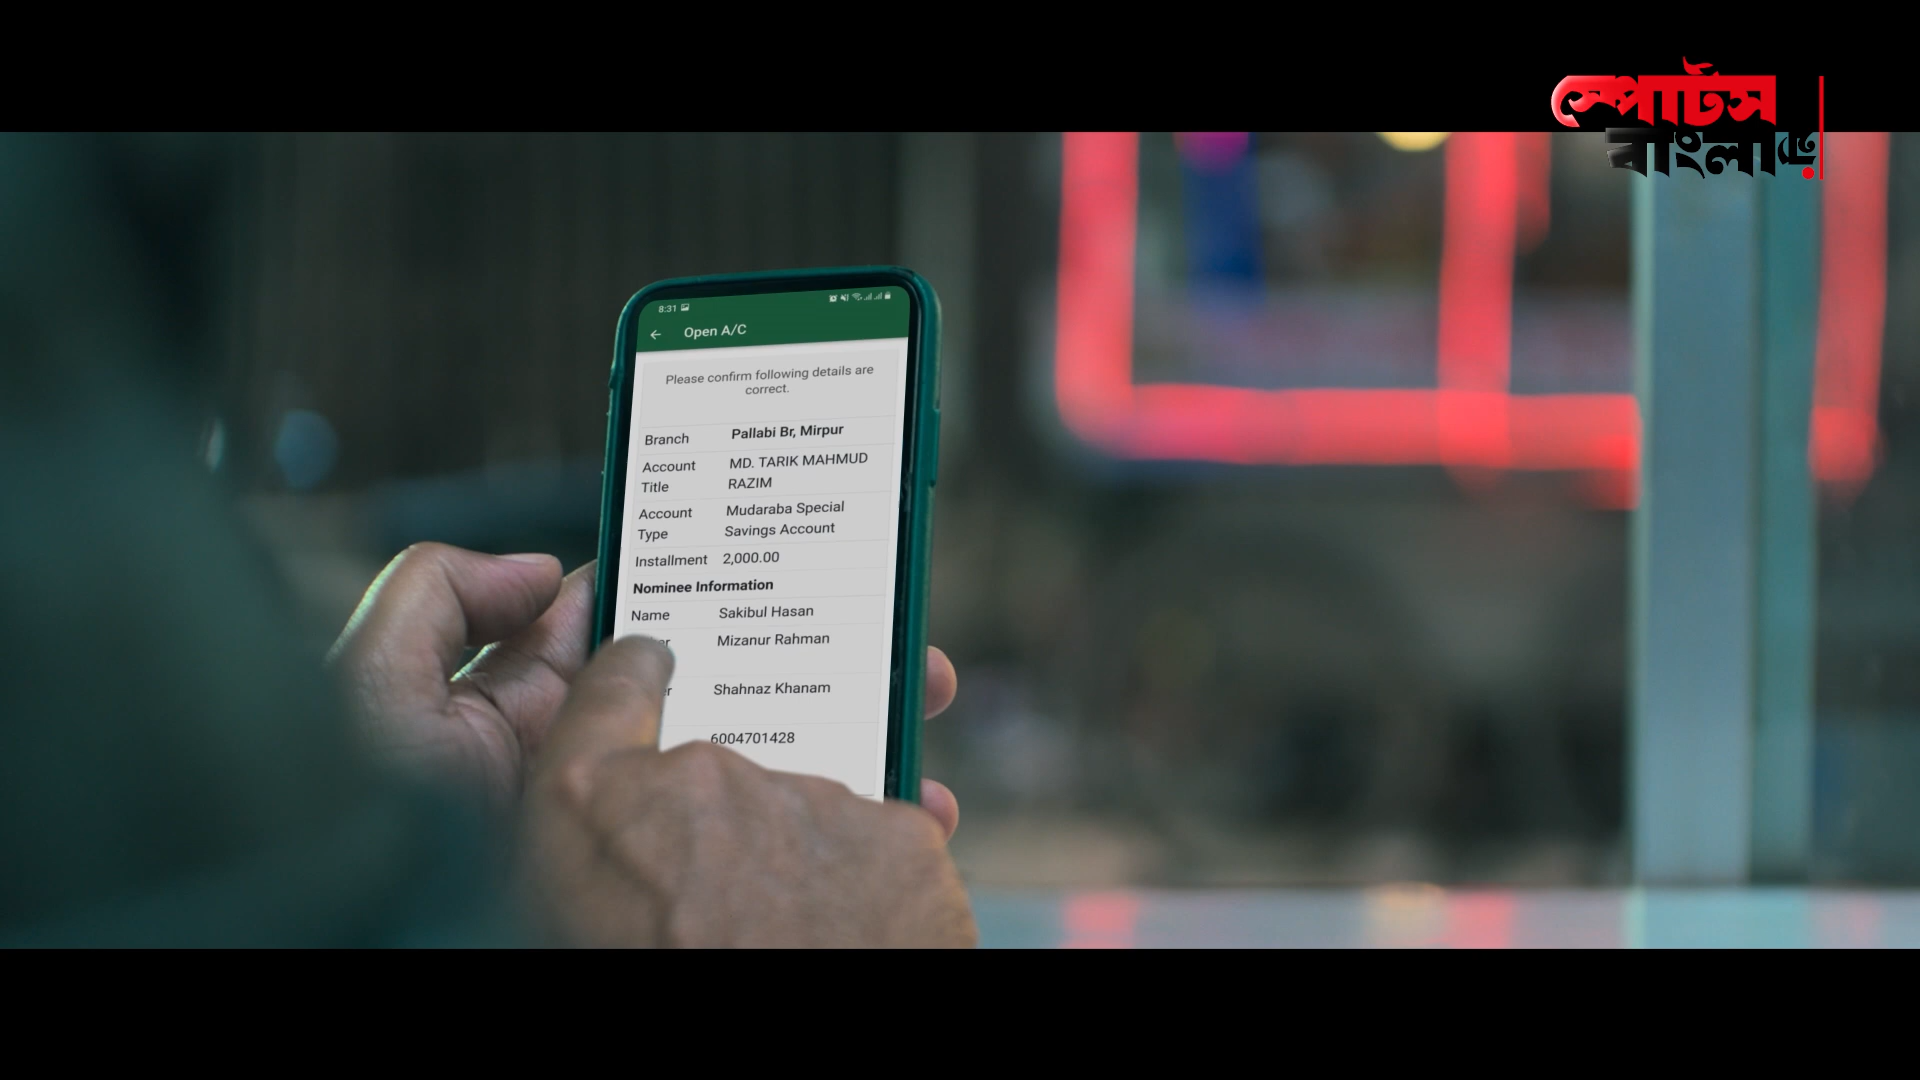 স্পোর্টস
বাংলা
8:31
Open A/C
Please confirm following details are
correct.
Branch Pallabi Br, Mirpur
Account Title MD. TARIK MAHMUD
RAZIM
Account Type Mudaraba Special
Savings Account
Installment 2,000.00
Nominee Information
Name Sakibul Hasan
Mizanur Rahman
Shahnaz Khanam
6004701428